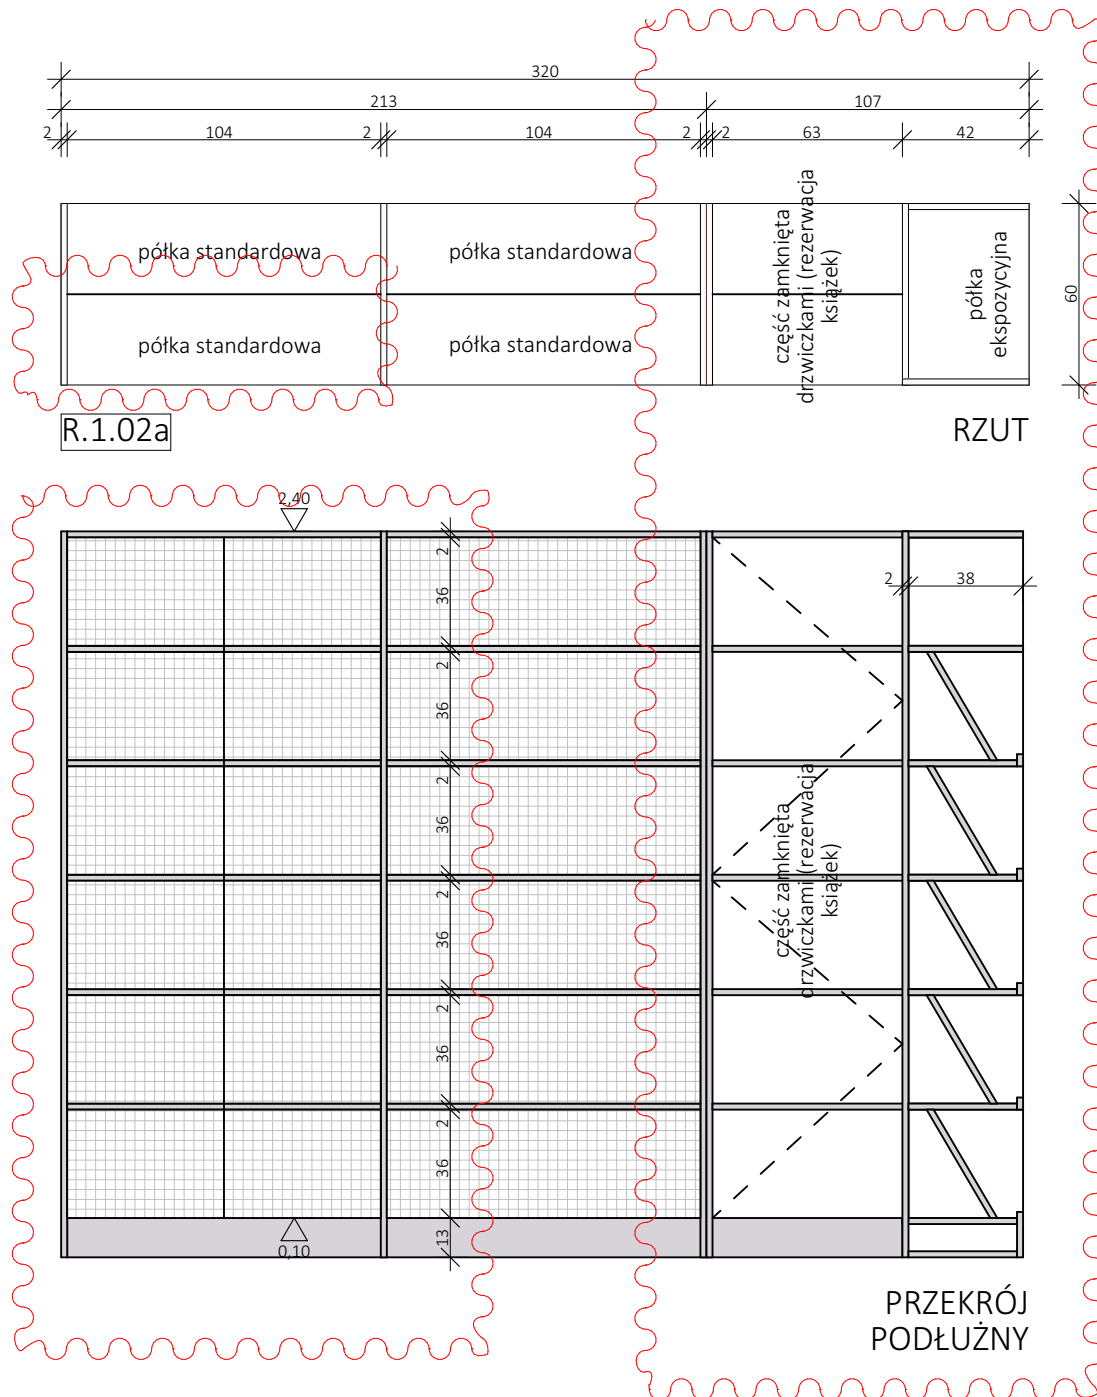 320
213
107
2
104
2
104
2
2
63
42
półka standardowa
półka standardowa
półka standardowa
półka standardowa
część zamknięta
drzwiczkami (rezerwacja
książek)
półka
ekspozycyjna
60
R.1.02a
RZUT
2,40
2
36
2
36
2
36
2
36
2
36
2
36
13
0,10
2
38
część zamknięta
drzwiczkami (rezerwacja
książek)
PRZEKRÓJ
PODŁUŻNY